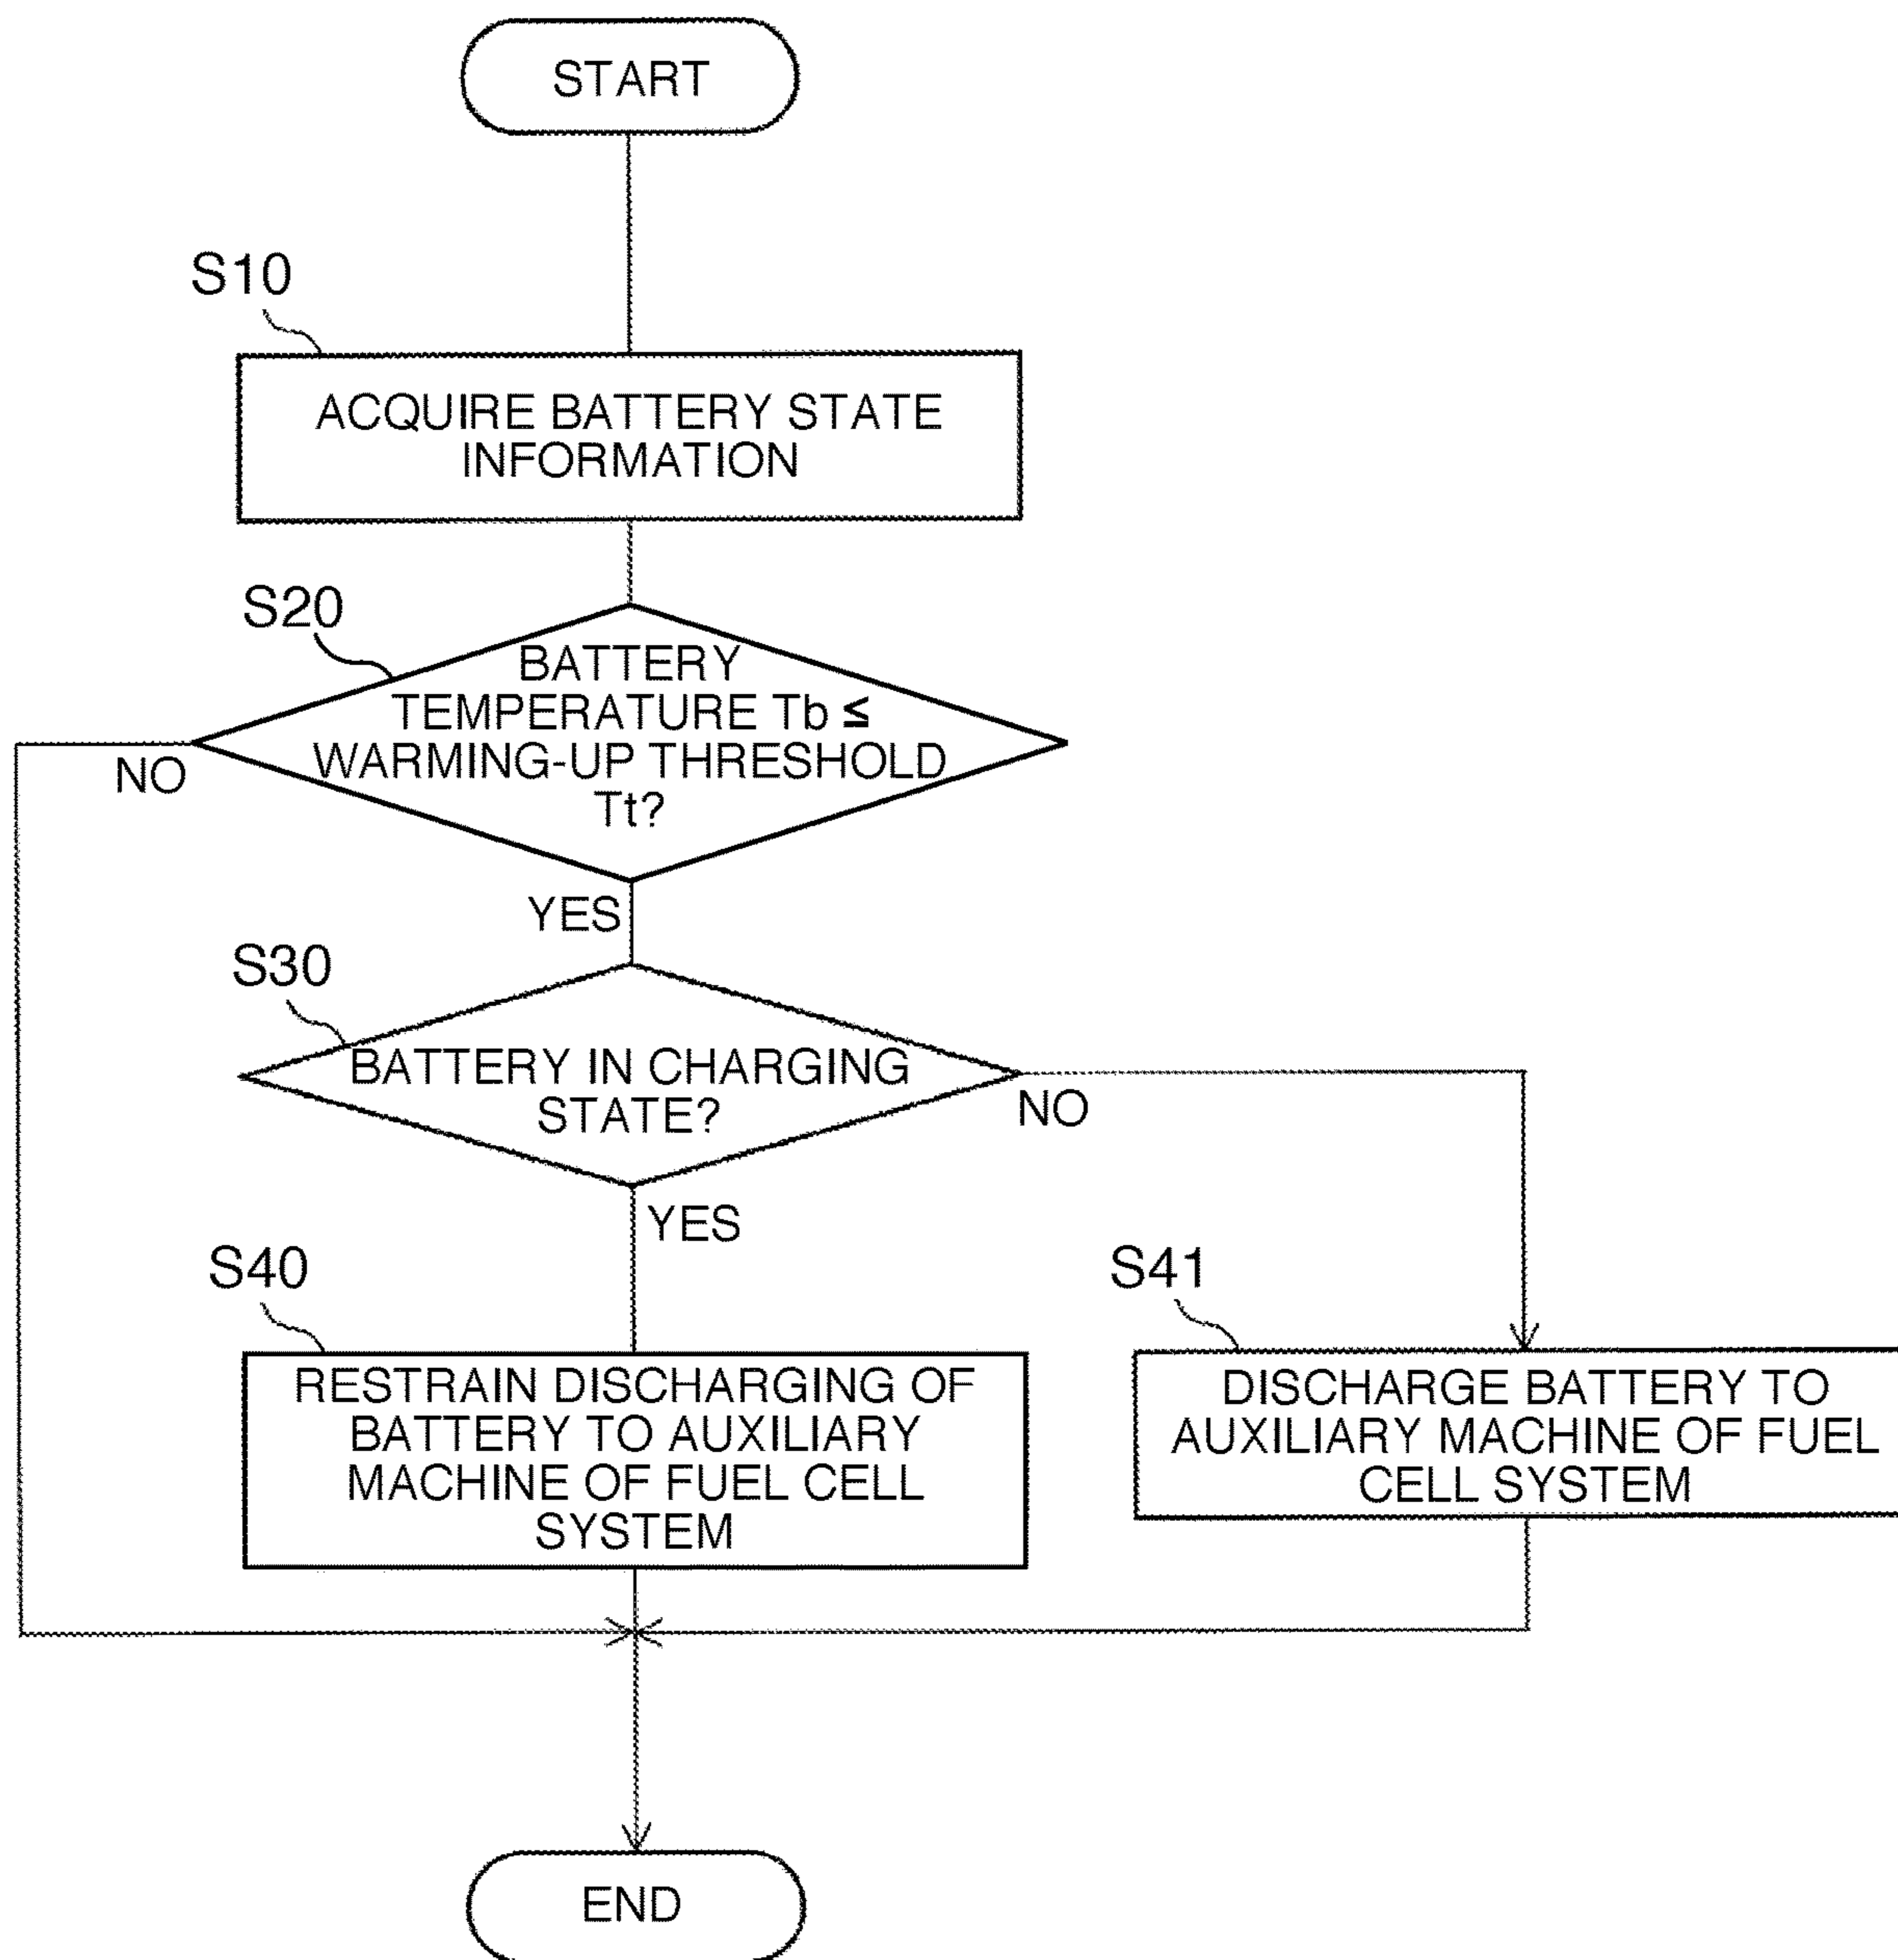 START
S10
ACQUIRE BATTERY STATE
INFORMATION
S20
BATTERY
TEMPERATURE Tb ≤
WARMING-UP THRESHOLD
Tt?
NO
YES
S30
BATTERY IN CHARGING
STATE?
NO
YES
S40
RESTRAIN DISCHARGING OF
BATTERY TO AUXILIARY
MACHINE OF FUEL CELL
SYSTEM
S41
DISCHARGE BATTERY TO
AUXILIARY MACHINE OF FUEL
CELL SYSTEM
END